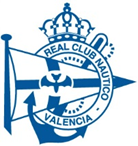 REAL CLUB NAUTICO
· VALENCIA ·